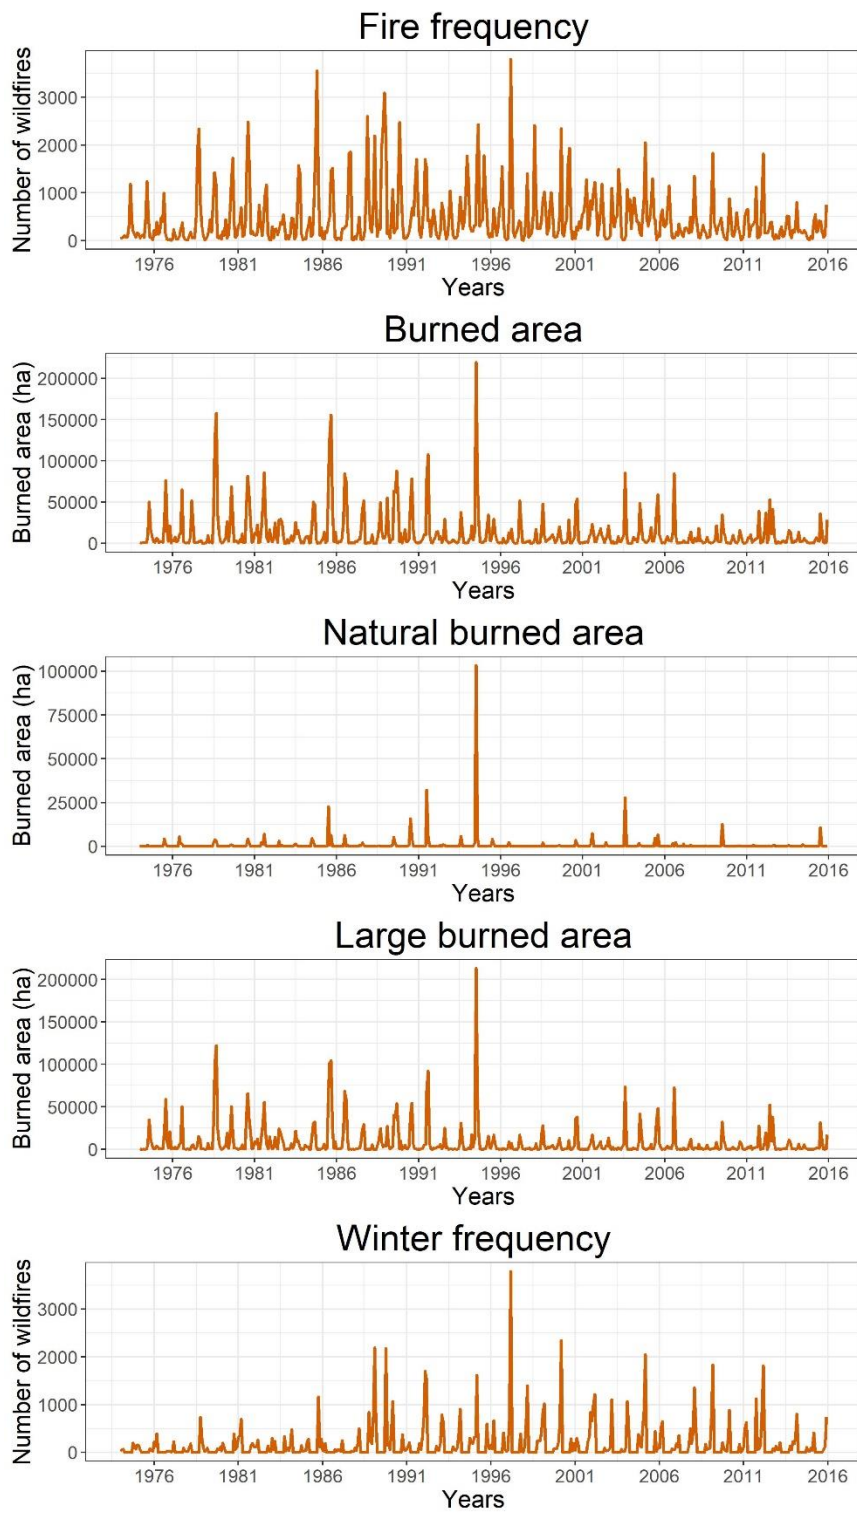 Fire frequency
Number of wildfires
3000
2000
1000
0
1976 1981 1986 1991 1996 2001 2006 2011 2016
Years
Burned area
Burned area (ha)
200000
150000
100000
50000
0
1976 1981 1986 1991 1996 2001 2006 2011 2016
Years
Natural burned area
Burned area (ha)
100000
75000
50000
25000
0
1976 1981 1986 1991 1996 2001 2006 2011 2016
Years
Large burned area
Burned area (ha)
200000
150000
100000
50000
0
1976 1981 1986 1991 1996 2001 2006 2011 2016
Years
Winter frequency
Number of wildfires
3000
2000
1000
0
1976 1981 1986 1991 1996 2001 2006 2011 2016
Years